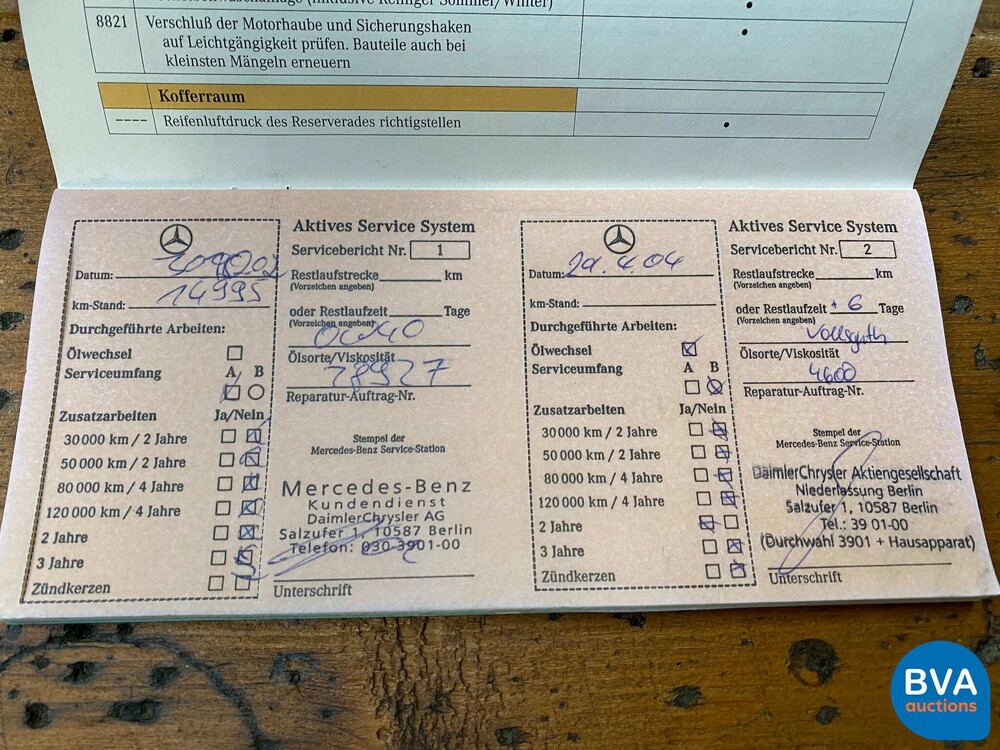 (inklusive Reiniger Sommer/Winter)
8821 Verschluß der Motorhaube und Sicherungshaken
auf Leichtgängigkeit prüfen. Bauteile auch bei
kleinsten Mängeln erneuern
Kofferraum
---- Reifenluftdruck des Reserverades richtigstellen
Aktives Service System
Servicebericht Nr. 1
Datum:
Restlaufstrecke km
(Vorzeichen angeben)
km-Stand: 14995
oder Restlaufzeit Tage
(Vorzeichen angeben)
Durchgeführte Arbeiten:
0W40
Ölwechsel
Ölsorte/Viskosität
Serviceumfang A B
78927
Reparatur-Auftrag-Nr.
Zusatzarbeiten Ja/Nein
30 000 km / 2 Jahre
50 000 km / 2 Jahre
80 000 km / 4 Jahre
120 000 km / 4 Jahre
2 Jahre
3 Jahre
Zündkerzen
Stempel der
Mercedes-Benz Service-Station
Mercedes-Benz
Kundendienst
DaimlerChrysler AG
Salzufer 1, 10587 Berlin
Telefon: 030-3901-00
Unterschrift
Aktives Service System
Servicebericht Nr. 2
Datum: 29.4.04
Restlaufstrecke km
(Vorzeichen angeben)
km-Stand:
oder Restlaufzeit + 6 Tage
(Vorzeichen angeben)
Durchgeführte Arbeiten:
Vollsynth
Ölwechsel
Ölsorte/Viskosität
Serviceumfang A B
4600
Reparatur-Auftrag-Nr.
Zusatzarbeiten Ja/Nein
30 000 km / 2 Jahre
50 000 km / 2 Jahre
80 000 km / 4 Jahre
120 000 km / 4 Jahre
2 Jahre
3 Jahre
Zündkerzen
Stempel der
Mercedes-Benz Service-Station
DaimlerChrysler Aktiengesellschaft
Niederlassung Berlin
Salzufer 1, 10587 Berlin
Tel.: 39 01-00
(Durchwahl 3901 + Hausapparat)
Unterschrift
BVA
auctions